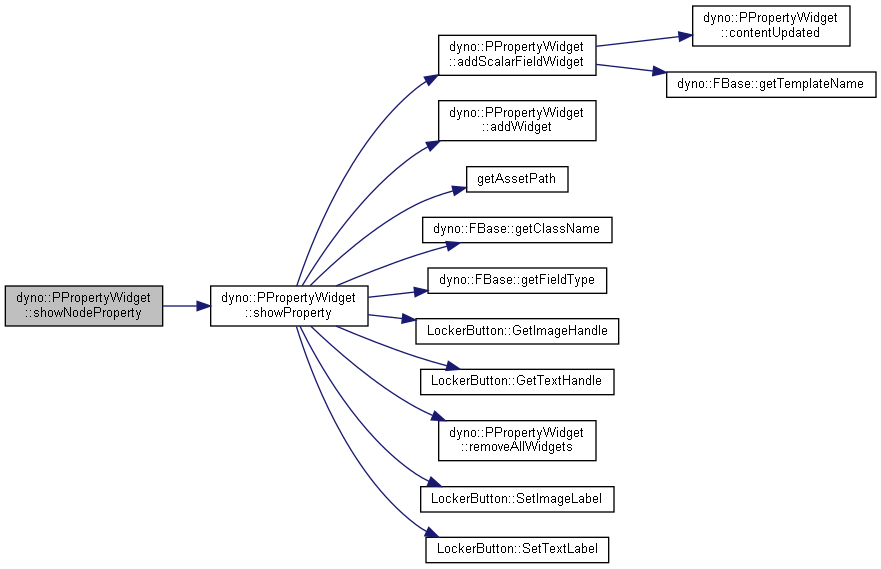 dyno::PPropertyWidget
::showNodeProperty
dyno::PPropertyWidget
::showProperty
dyno::PPropertyWidget
::addScalarFieldWidget
dyno::PPropertyWidget
::contentUpdated
dyno::FBase::getTemplateName
dyno::PPropertyWidget
::addWidget
getAssetPath
dyno::FBase::getClassName
dyno::FBase::getFieldType
LockerButton::GetImageHandle
LockerButton::GetTextHandle
dyno::PPropertyWidget
::removeAllWidgets
LockerButton::SetImageLabel
LockerButton::SetTextLabel